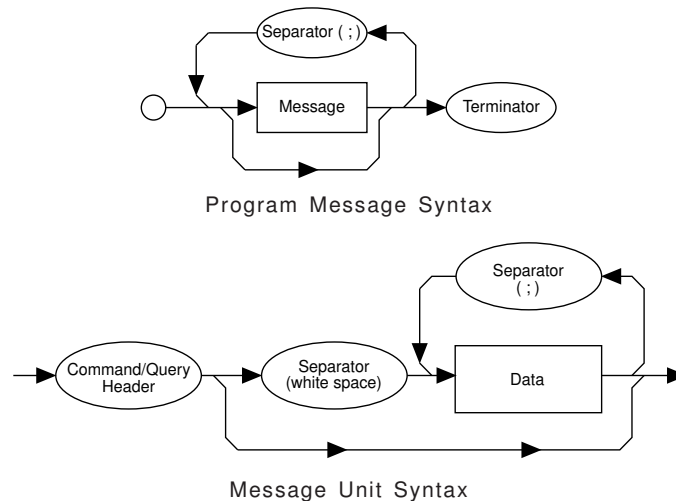 Separator ( ; )
Message
Terminator
Program Message Syntax
Separator
( ; )
Command/Query
Header
Separator
(white space)
Data
Message Unit Syntax